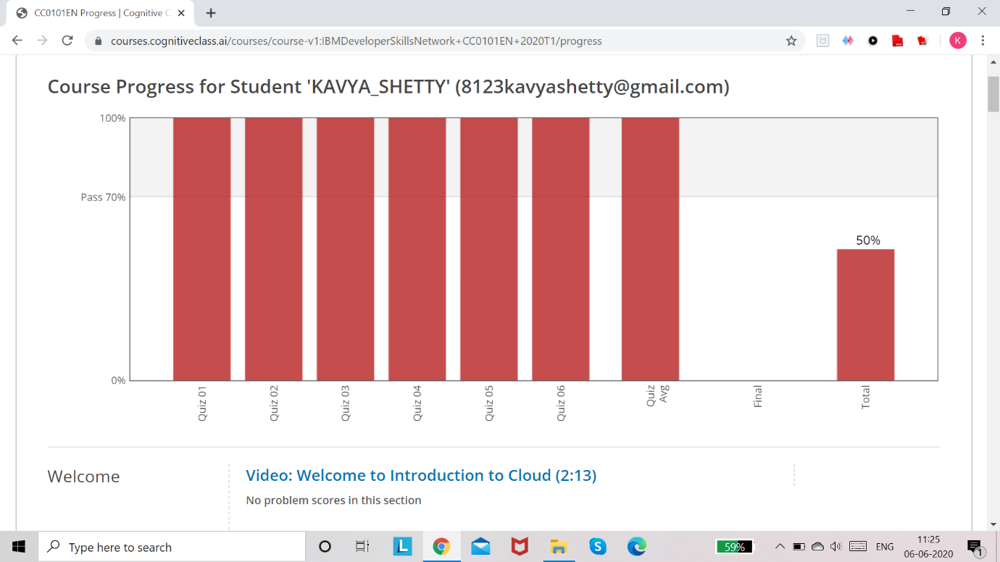 CC0101EN Progress | Cognitive C
courses.cognitiveclass.ai/courses/course-v1:IBMDeveloperSkillsNetwork+CC0101EN+2020T1/progress
K
Course Progress for Student 'KAVYA_SHETTY' (8123kavyashetty@gmail.com)
100%
Pass 70%
50%
0%
Quiz 01
Quiz 02
Quiz 03
Quiz 04
Quiz 05
Quiz 06
Quiz
Avg
Final
Total
Welcome
Video: Welcome to Introduction to Cloud (2:13)
No problem scores in this section
Type here to search
L
S
59%
ENG
11:25
06-06-2020
1